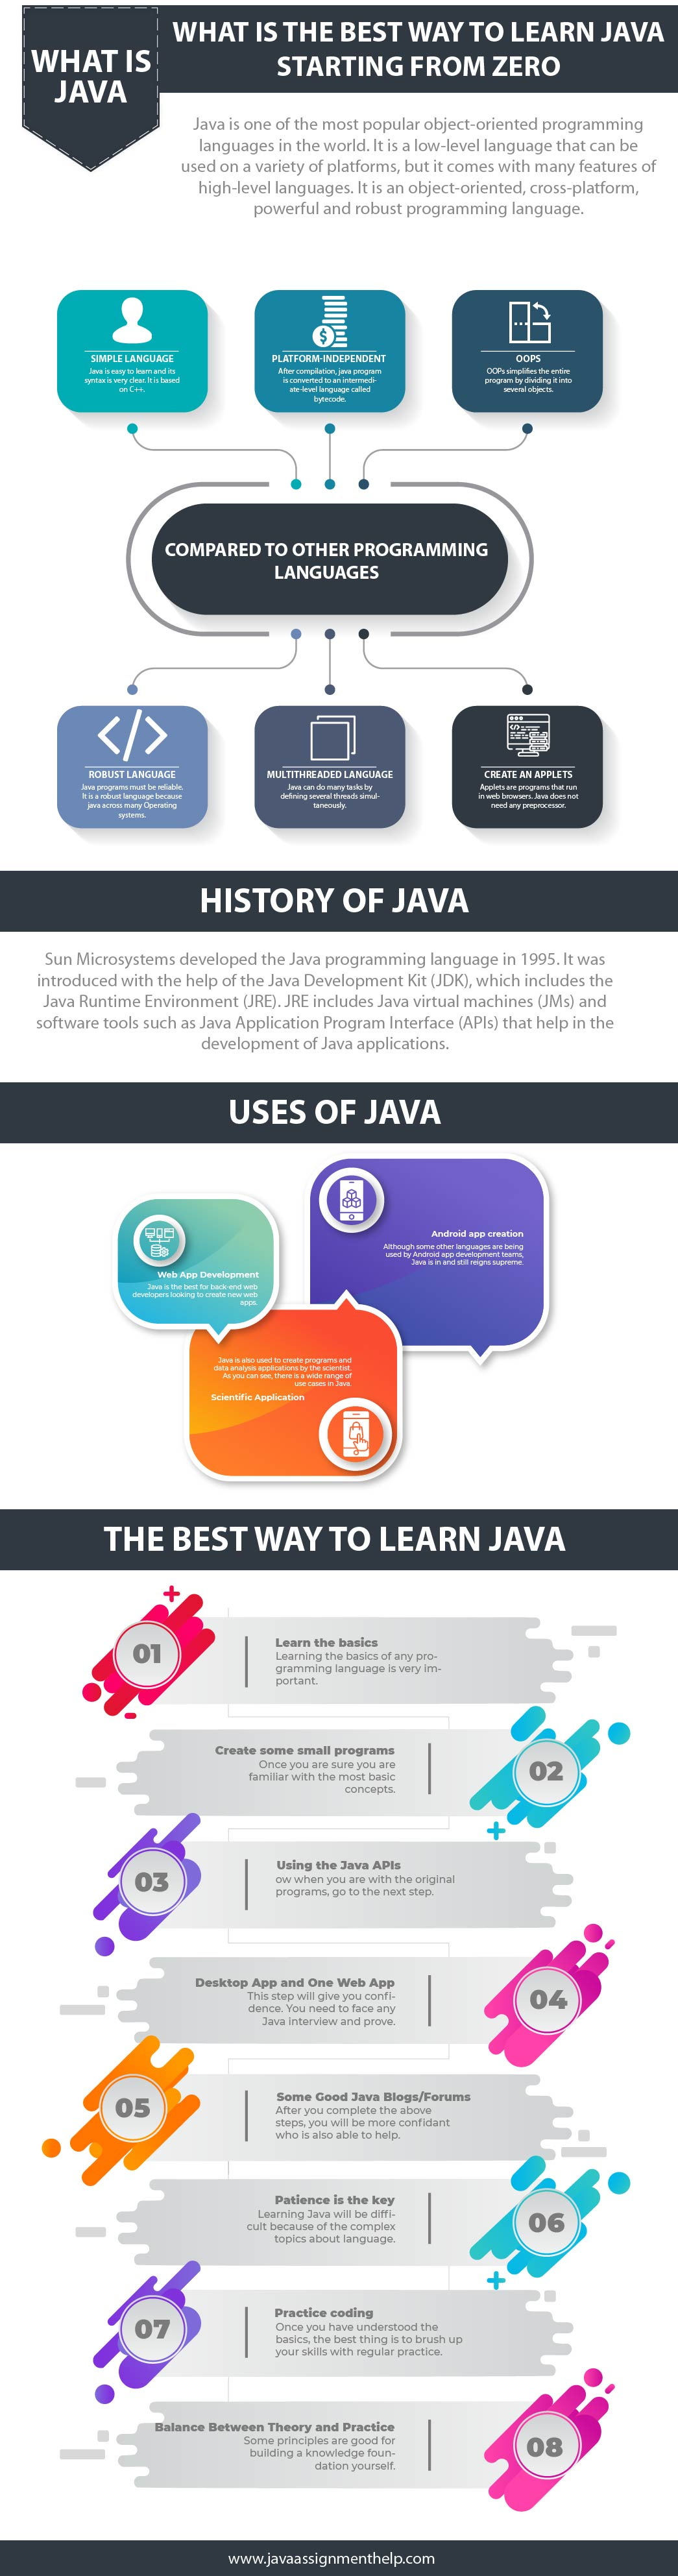 WHAT IS
JAVA
WHAT IS THE BEST WAY TO LEARN JAVA
STARTING FROM ZERO
Java is one of the most popular object-oriented programming
languages in the world. It is a low-level language that can be
used on a variety of platforms, but it comes with many features of
high-level languages. It is an object-oriented, cross-platform,
powerful and robust programming language.
SIMPLE LANGUAGE
Java is easy to learn and its
syntax is very clear. It is based
on C++.
PLATFORM-INDEPENDENT
After compilation, java program
is converted to an intermedi-
ate-level language called
bytecode.
OOPS
OOPs simplifies the entire
program by dividing it into
several objects.
COMPARED TO OTHER PROGRAMMING
LANGUAGES
ROBUST LANGUAGE
Java programs must be reliable.
It is a robust language because
java across many Operating
systems.
MULTITHREADED LANGUAGE
Java can do many tasks by
defining several threads simul-
taneously.
CREATE AN APPLETS
Applets are programs that run
in web browsers. Java does not
need any preprocessor.
HISTORY OF JAVA
Sun Microsystems developed the Java programming language in 1995. It was
introduced with the help of the Java Development Kit (JDK), which includes the
Java Runtime Environment (JRE). JRE includes Java virtual machines (JMs) and
software tools such as Java Application Program Interface (APIs) that help in the
development of Java applications.
USES OF JAVA
Web App Development
Java is the best for back-end web
developers looking to create new web
apps.
Android app creation
Although some other languages are being
used by Android app development teams,
Java is in and still reigns supreme.
Java is also used to create programs and
data analysis applications by the scientist.
As you can see, there is a wide range of
use cases in Java.
Scientific Application
THE BEST WAY TO LEARN JAVA
01
Learn the basics
Learning the basics of any pro-
gramming language is very im-
portant.
Create some small programs
Once you are sure you are
familiar with the most basic
concepts.
02
03
Using the Java APIs
ow when you are with the original
programs, go to the next step.
Desktop App and One Web App
This step will give you confi-
dence. You need to face any
Java interview and prove.
04
05
Some Good Java Blogs/Forums
After you complete the above
steps, you will be more confidant
who is also able to help.
Patience is the key
Learning Java will be diffi-
cult because of the complex
topics about language.
06
07
Practice coding
Once you have understood the
basics, the best thing is to brush up
your skills with regular practice.
Balance Between Theory and Practice
Some principles are good for
building a knowledge foun-
dation yourself.
08
www.javaassignmenthelp.com